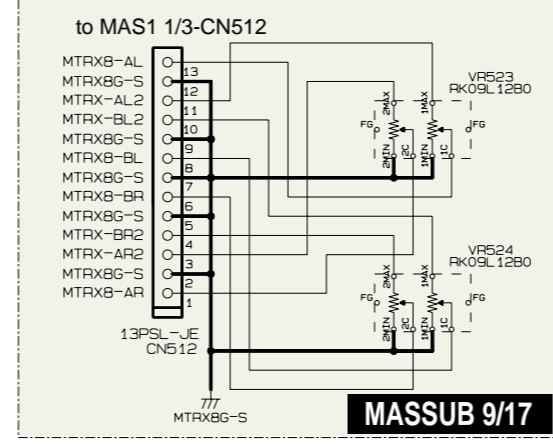 to MAS1 1/3-CN512
MTRX8-AL
MTRX8G-S
MTRX-AL2
MTRX-BL2
MTRX8G-S
MTRX8-BL
MTRX8G-S
MTRX8-BR
MTRX8G-S
MTRX-BR2
MTRX-AR2
MTRX8G-S
MTRX8-AR
13
12
11
10
9
8
7
6
5
4
3
2
1
13PSL-JE
CN512
MTRX8G-S
VR523
RK09L12B0
2MAX
1MAX
FG
FG
2MIN
2C
1MIN
1C
VR524
RK09L12B0
2MAX
1MAX
FG
FG
2MIN
2C
1MIN
1C
MASSUB 9/17